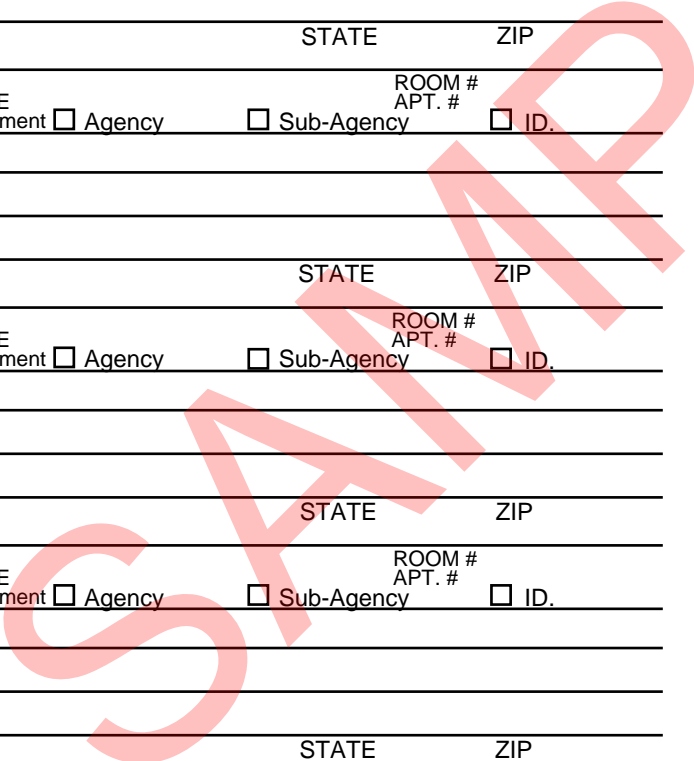 STATE ZIP
ROOM #
E APT. #
ment Agency Sub-Agency ID.
STATE ZIP
ROOM #
E APT. #
ment Agency Sub-Agency ID.
STATE ZIP
ROOM #
E APT. #
ment Agency Sub-Agency ID.
STATE ZIP
SAMP